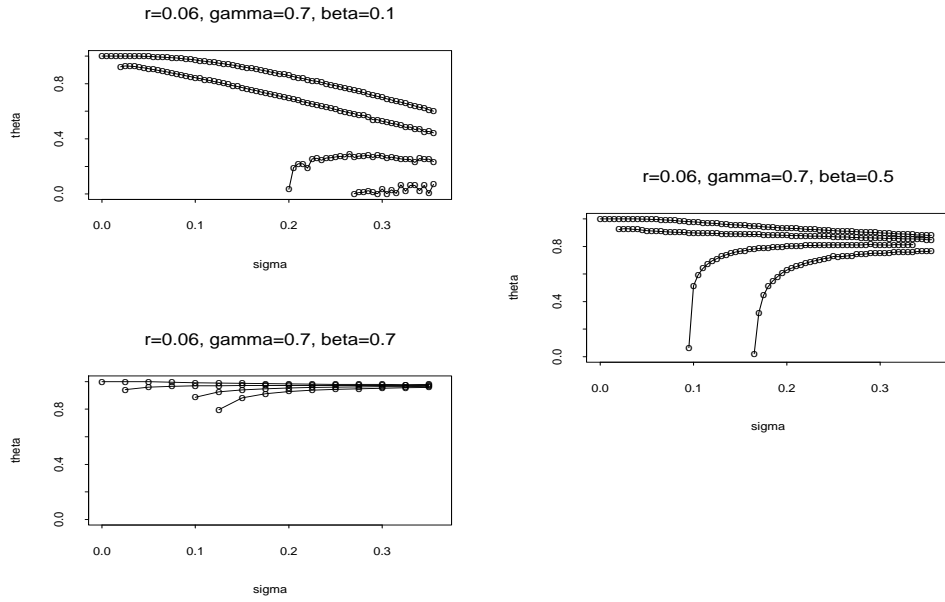 r=0.06, gamma=0.7, beta=0.1
theta
0.8
0.4
0.0
0.0 0.1 0.2 0.3
sigma
r=0.06, gamma=0.7, beta=0.5
theta
0.8
0.4
0.0
0.0 0.1 0.2 0.3
sigma
r=0.06, gamma=0.7, beta=0.7
theta
0.8
0.4
0.0
0.0 0.1 0.2 0.3
sigma